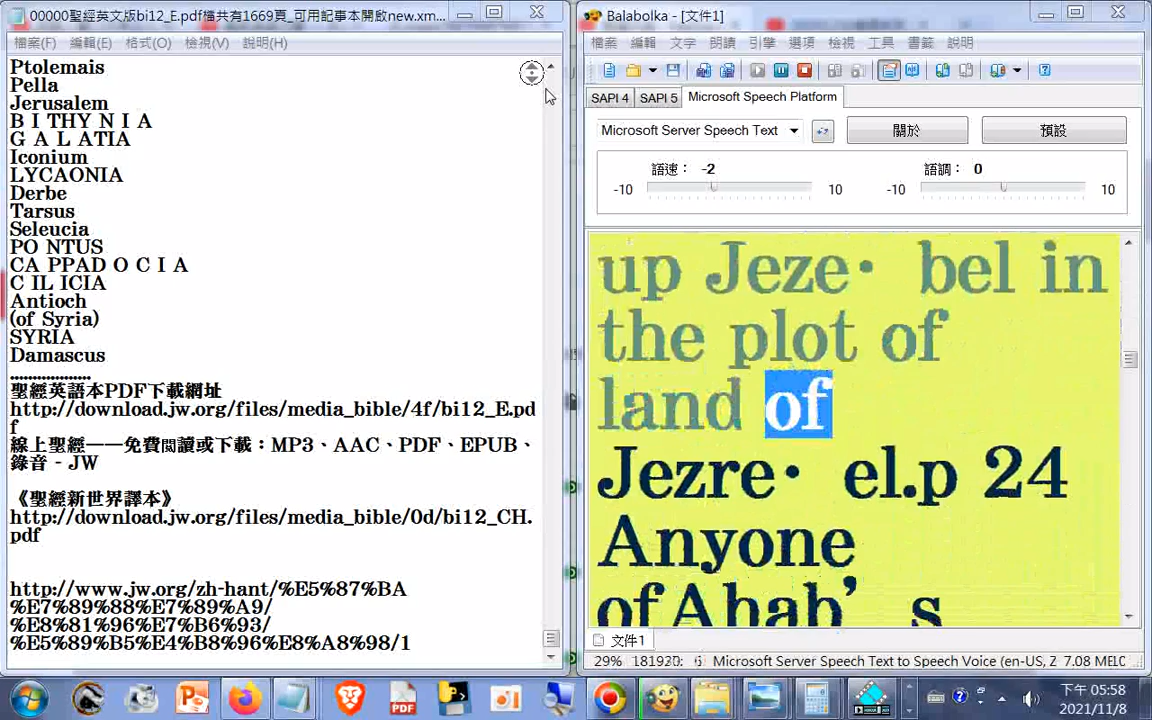 00000聖經英文版bi12_E.pdf檔共有1669頁_可用記事本開啟new.xm...
檔案(F) 編輯(E) 格式(O) 檢視(V) 說明(H)
Ptolemais
Pella
Jerusalem
B I THY N I A
G A L ATIA
Iconium
LYCAONIA
Derbe
Tarsus
Seleucia
PO NTUS
CA PPAD O C I A
C IL ICIA
Antioch
(of Syria)
SYRIA
Damascus
..................
聖經英語本PDF下載網址
http://download.jw.org/files/media_bible/4f/bi12_E.pd
f
線上聖經——免費閱讀或下載：MP3、AAC、PDF、EPUB、
錄音 - JW
《聖經新世界譯本》
http://download.jw.org/files/media_bible/0d/bi12_CH.
pdf
http://www.jw.org/zh-hant/%E5%87%BA
%E7%89%88%E7%89%A9/
%E8%81%96%E7%B6%93/
%E5%89%B5%E4%B8%96%E8%A8%98/1
Balabolka - [文件1]
檔案 編輯 文字 朗讀 引擎 選項 檢視 工具 書籤 說明
SAPI 4 SAPI 5 Microsoft Speech Platform
Microsoft Server Speech Text 關於 預設
語速： -2 語調： 0
-10 10 -10 10
up Jeze· bel in
the plot of
land of
Jezre· el.p 24
Anyone
of Ahab’ s
文件1
29% Microsoft Server Speech Text to Speech Voice (en-US, Z 7.08 MELO
PDF
下午 05:58
2021/11/8